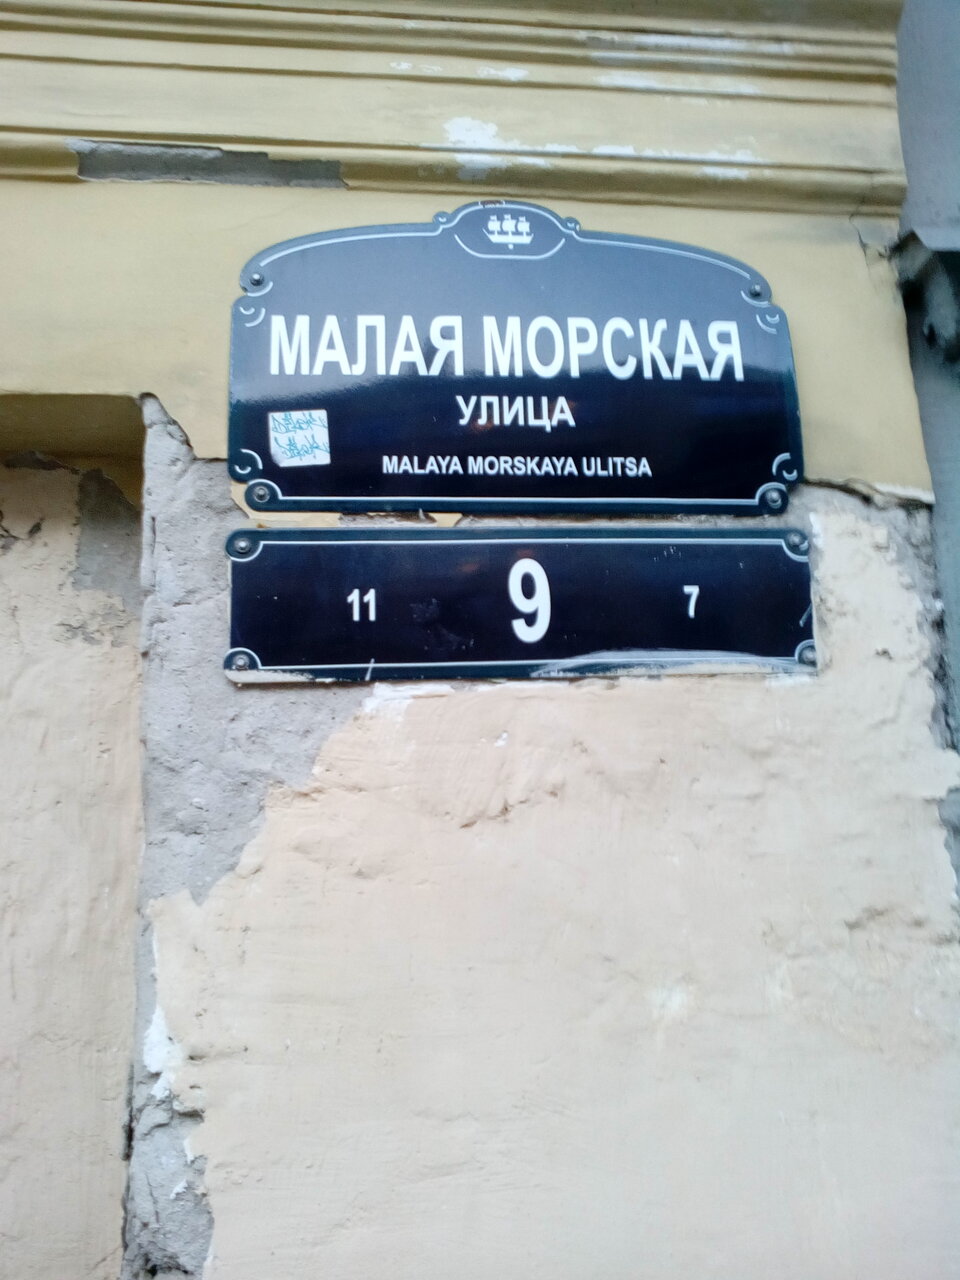 МАЛАЯ МОРСКАЯ
УЛИЦА
MALAYA MORSKAYA ULITSA
11 9 7